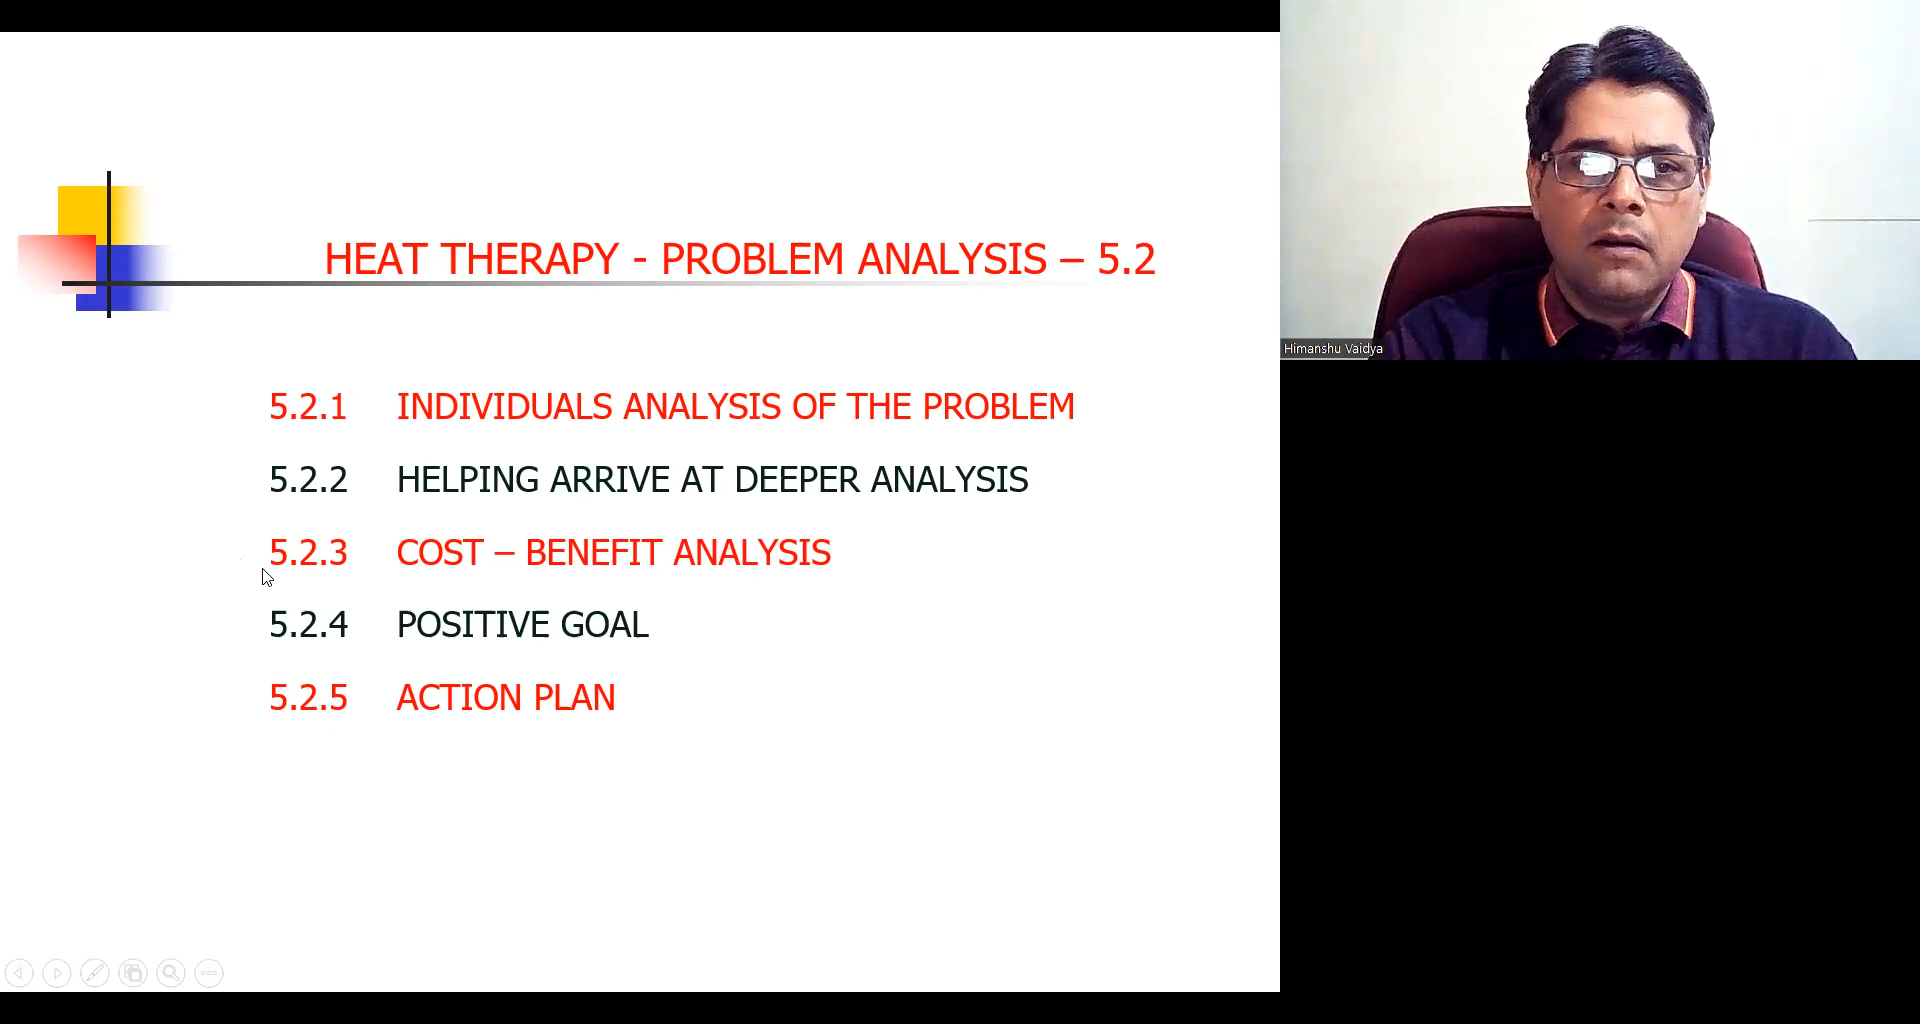 HEAT THERAPY - PROBLEM ANALYSIS – 5.2
5.2.1 INDIVIDUALS ANALYSIS OF THE PROBLEM
5.2.2 HELPING ARRIVE AT DEEPER ANALYSIS
5.2.3 COST – BENEFIT ANALYSIS
5.2.4 POSITIVE GOAL
5.2.5 ACTION PLAN
Himanshu Vaidya